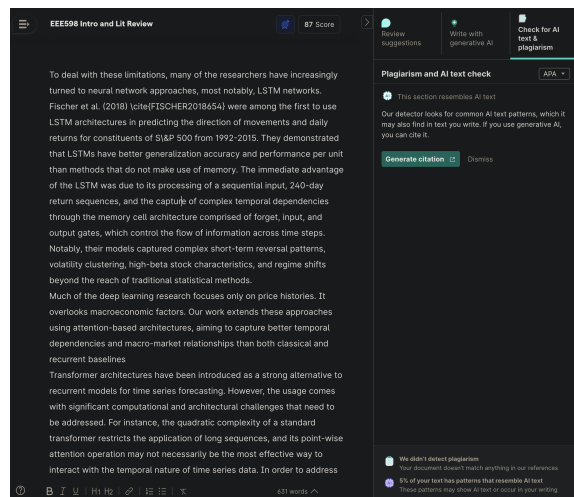 EEE598 Intro and Lit Review
87 Score
Review suggestions
Write with generative AI
Check for AI text & plagiarism
To deal with these limitations, many of the researchers have increasingly
turned to neural network approaches, most notably, LSTM networks.
Fischer et al. (2018) \cite{FISCHER2018654} were among the first to use
LSTM architectures in predicting the direction of movements and daily
returns for constituents of S\&P 500 from 1992-2015. They demonstrated
that LSTMs have better generalization accuracy and performance per unit
than methods that do not make use of memory. The immediate advantage
of the LSTM was due to its processing of a sequential input, 240-day
return sequences, and the capture of complex temporal dependencies
through the memory cell architecture comprised of forget, input, and
output gates, which control the flow of information across time steps.
Notably, their models captured complex short-term reversal patterns,
volatility clustering, high-beta stock characteristics, and regime shifts
beyond the reach of traditional statistical methods.
Much of the deep learning research focuses only on price histories. It
overlooks macroeconomic factors. Our work extends these approaches
using attention-based architectures, aiming to capture better temporal
dependencies and macro-market relationships than both classical and
recurrent baselines
Transformer architectures have been introduced as a strong alternative to
recurrent models for time series forecasting. However, the usage comes
with significant computational and architectural challenges that need to
be addressed. For instance, the quadratic complexity of a standard
transformer restricts the application of long sequences, and its point-wise
attention operation may not necessarily be the most effective way to
interact with the temporal nature of time series data. In order to address
B I U H1 H2
631 words
Plagiarism and AI text check
APA
This section resembles AI text
Our detector looks for common AI text patterns, which it
may also find in text you write. If you use generative AI,
you can cite it.
Generate citation
Dismiss
We didn't detect plagiarism
Your document doesn't match anything in our references
5% of your text has patterns that resemble AI text
These patterns may show AI text or occur in your writing